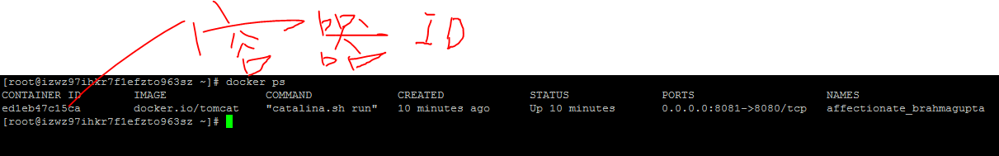 容器 ID
[root@izwz97ihkr7f1efzto963sz ~]# docker ps
CONTAINER ID IMAGE COMMAND CREATED STATUS PORTS NAMES
ed1eb47c15ca docker.io/tomcat "catalina.sh run" 10 minutes ago Up 10 minutes 0.0.0.0:8081->8080/tcp affectionate_brahmagupta
[root@izwz97ihkr7f1efzto963sz ~]#